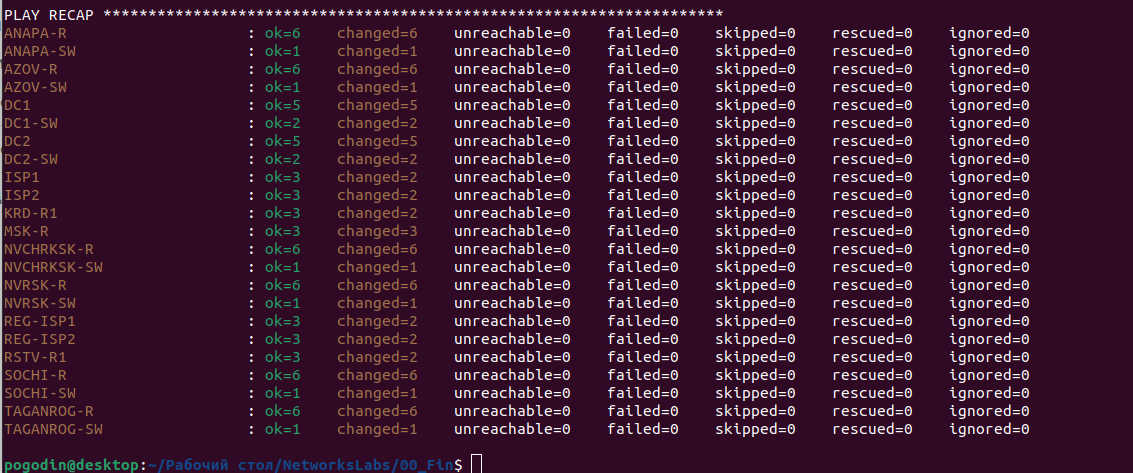 PLAY RECAP *********************************************************************
ANAPA-R : ok=6 changed=6 unreachable=0 failed=0 skipped=0 rescued=0 ignored=0
ANAPA-SW : ok=1 changed=1 unreachable=0 failed=0 skipped=0 rescued=0 ignored=0
AZOV-R : ok=6 changed=6 unreachable=0 failed=0 skipped=0 rescued=0 ignored=0
AZOV-SW : ok=1 changed=1 unreachable=0 failed=0 skipped=0 rescued=0 ignored=0
DC1 : ok=5 changed=5 unreachable=0 failed=0 skipped=0 rescued=0 ignored=0
DC1-SW : ok=2 changed=2 unreachable=0 failed=0 skipped=0 rescued=0 ignored=0
DC2 : ok=5 changed=5 unreachable=0 failed=0 skipped=0 rescued=0 ignored=0
DC2-SW : ok=2 changed=2 unreachable=0 failed=0 skipped=0 rescued=0 ignored=0
ISP1 : ok=3 changed=2 unreachable=0 failed=0 skipped=0 rescued=0 ignored=0
ISP2 : ok=3 changed=2 unreachable=0 failed=0 skipped=0 rescued=0 ignored=0
KRD-R1 : ok=3 changed=2 unreachable=0 failed=0 skipped=0 rescued=0 ignored=0
MSK-R : ok=3 changed=3 unreachable=0 failed=0 skipped=0 rescued=0 ignored=0
NVCHRKSK-R : ok=6 changed=6 unreachable=0 failed=0 skipped=0 rescued=0 ignored=0
NVCHRKSK-SW : ok=1 changed=1 unreachable=0 failed=0 skipped=0 rescued=0 ignored=0
NVRSK-R : ok=6 changed=6 unreachable=0 failed=0 skipped=0 rescued=0 ignored=0
NVRSK-SW : ok=1 changed=1 unreachable=0 failed=0 skipped=0 rescued=0 ignored=0
REG-ISP1 : ok=3 changed=2 unreachable=0 failed=0 skipped=0 rescued=0 ignored=0
REG-ISP2 : ok=3 changed=2 unreachable=0 failed=0 skipped=0 rescued=0 ignored=0
RSTV-R1 : ok=3 changed=2 unreachable=0 failed=0 skipped=0 rescued=0 ignored=0
SOCHI-R : ok=6 changed=6 unreachable=0 failed=0 skipped=0 rescued=0 ignored=0
SOCHI-SW : ok=1 changed=1 unreachable=0 failed=0 skipped=0 rescued=0 ignored=0
TAGANROG-R : ok=6 changed=6 unreachable=0 failed=0 skipped=0 rescued=0 ignored=0
TAGANROG-SW : ok=1 changed=1 unreachable=0 failed=0 skipped=0 rescued=0 ignored=0
pogodin@desktop:~/Рабочий стол/NetworksLabs/00_Fin$